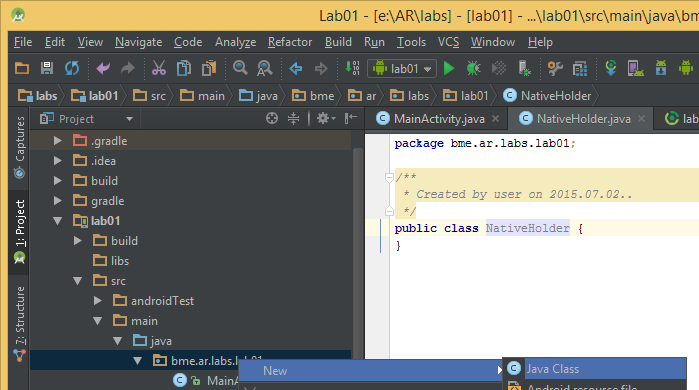 Lab01 - [e:\AR\labs] - [lab01] - ...\lab01\src\main\java\bm
File Edit View Navigate Code Analyze Refactor Build Run Tools VCS Window Help
lab01
labs lab01 src main java bme ar labs lab01 NativeHolder
Project
MainActivity.java NativeHolder.java lab
Captures
1: Project
7: Structure
.gradle
.idea
build
gradle
lab01
build
libs
src
androidTest
main
java
bme.ar.labs.lab01
MainA
package bme.ar.labs.lab01;
/**
* Created by user on 2015.07.02..
*/
public class NativeHolder {
}
New
Java Class
Android resource file